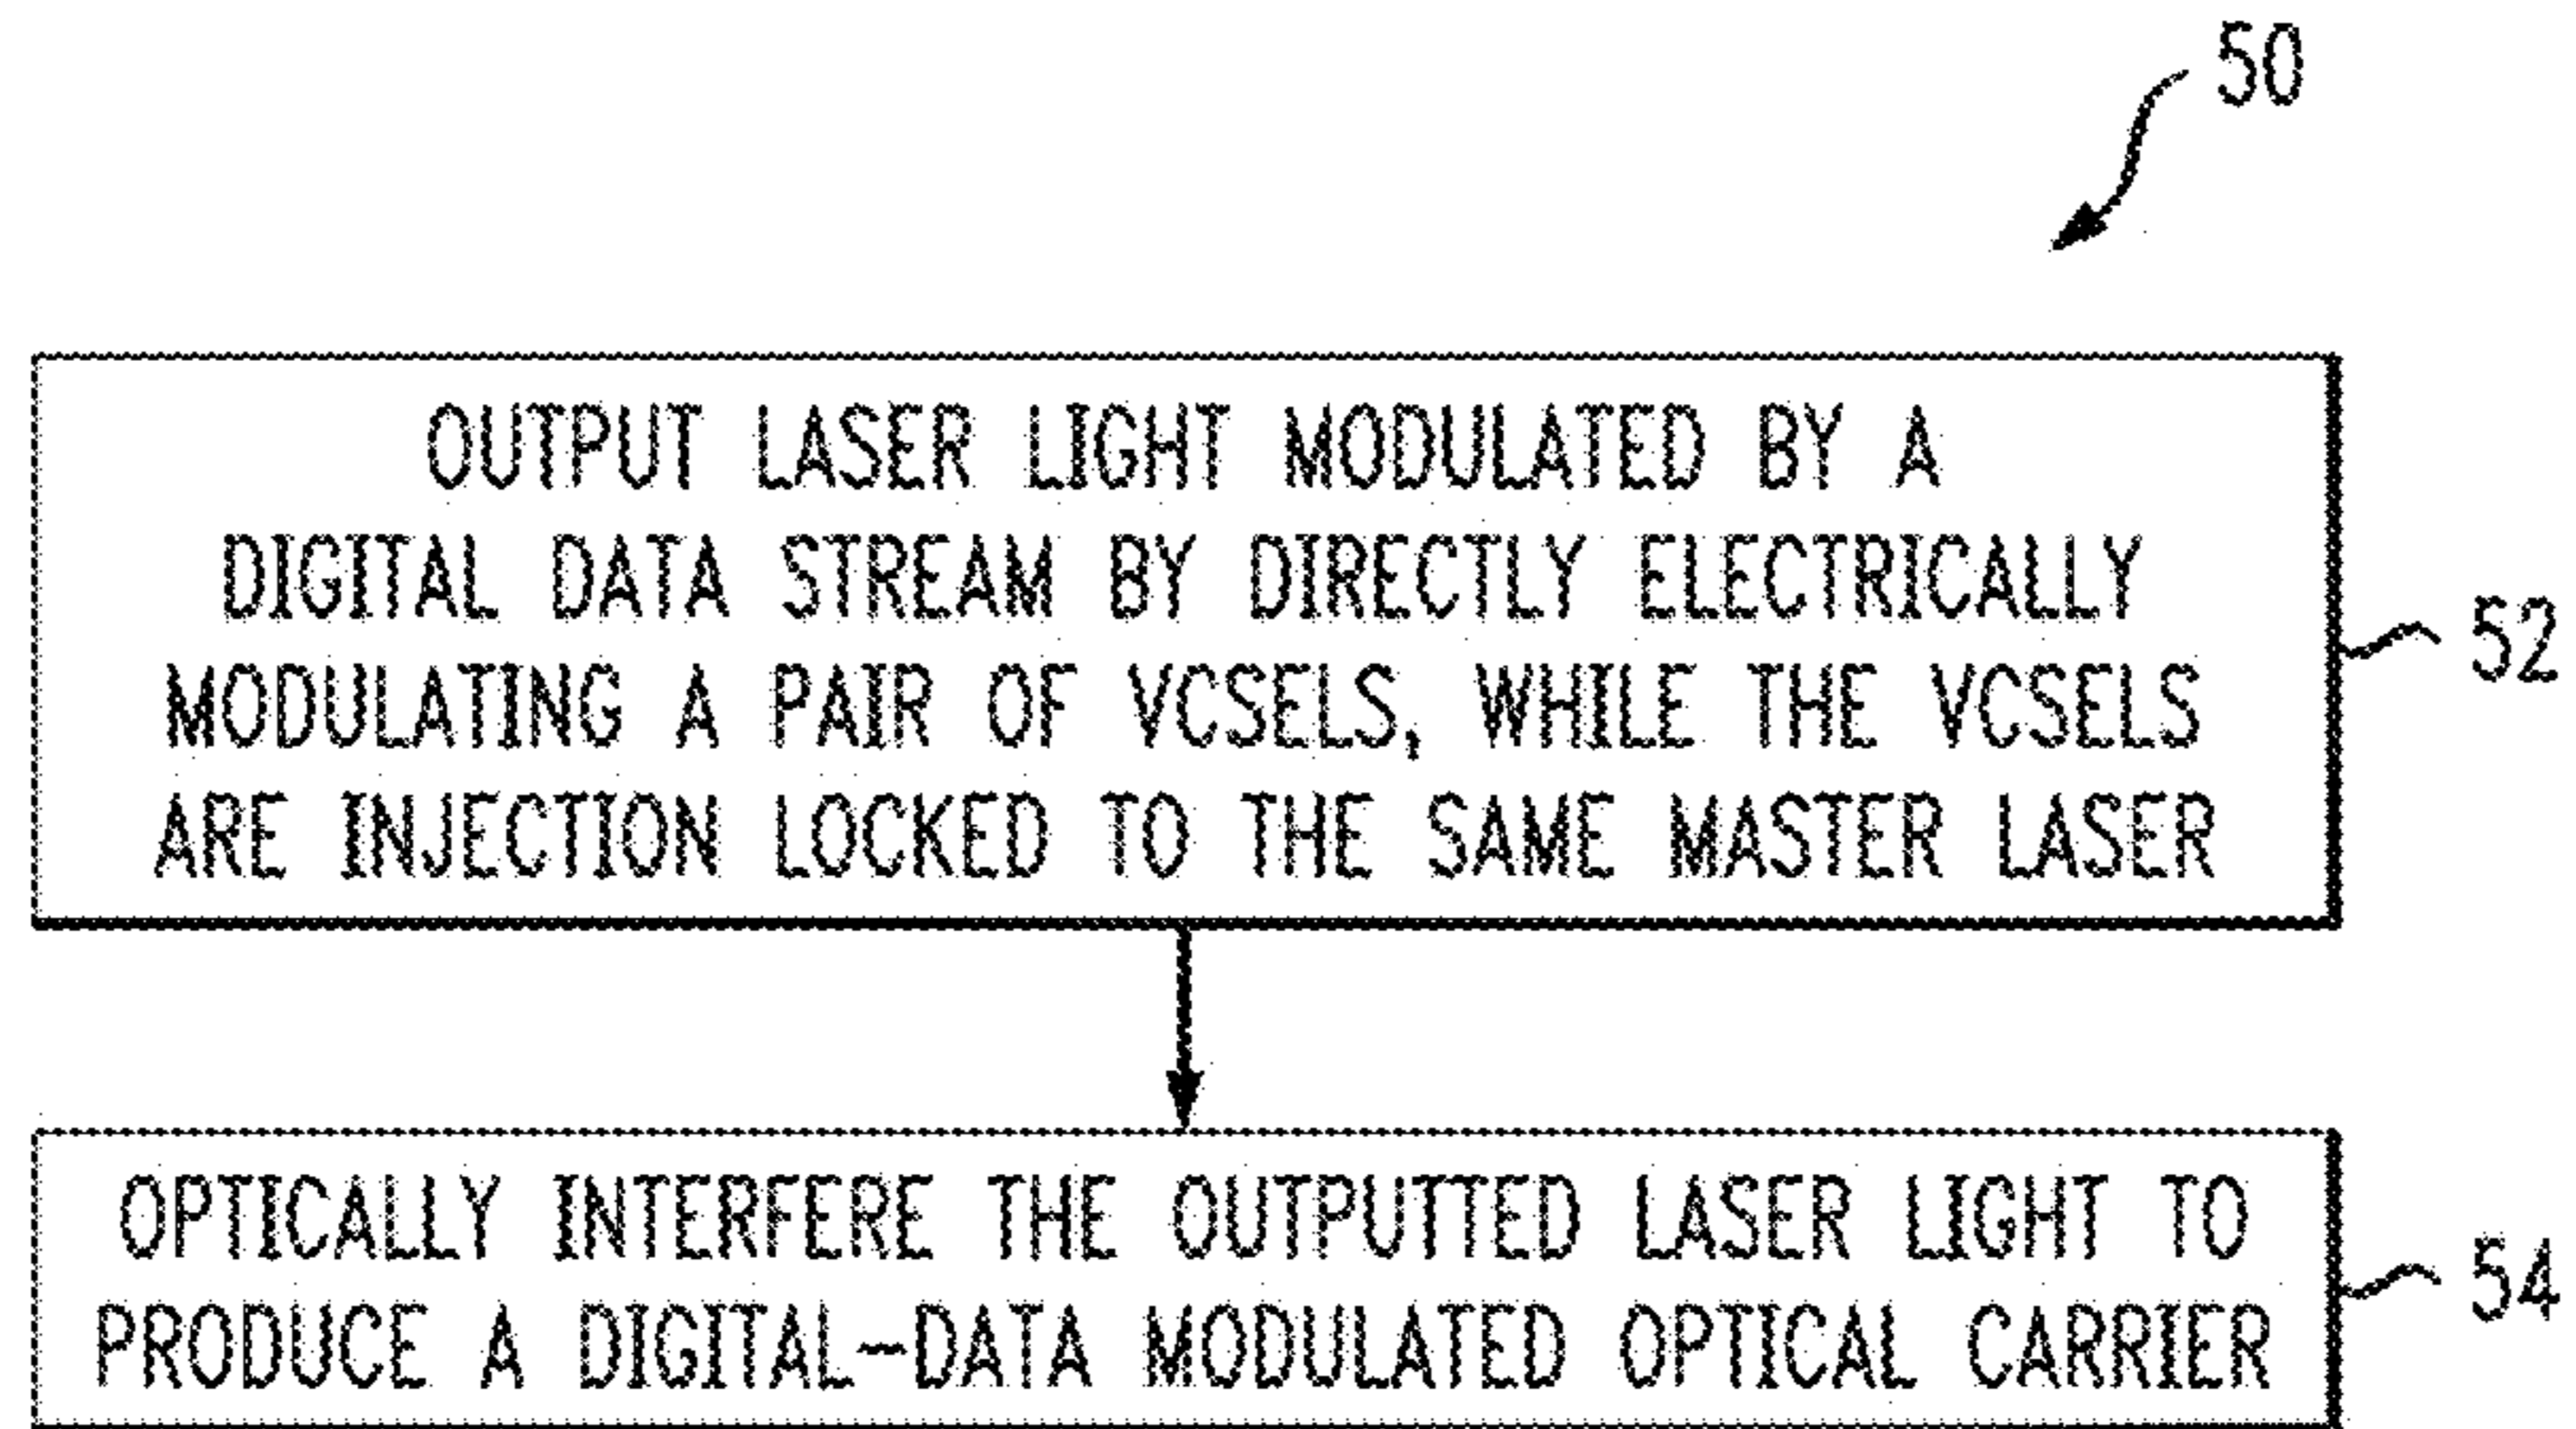 50
OUTPUT LASER LIGHT MODULATED BY A
DIGITAL DATA STREAM BY DIRECTLY ELECTRICALLY
MODULATING A PAIR OF VCSELS, WHILE THE VCSELS
ARE INJECTION LOCKED TO THE SAME MASTER LASER
52
OPTICALLY INTERFERE THE OUTPUTTED LASER LIGHT TO
PRODUCE A DIGITAL-DATA MODULATED OPTICAL CARRIER
54